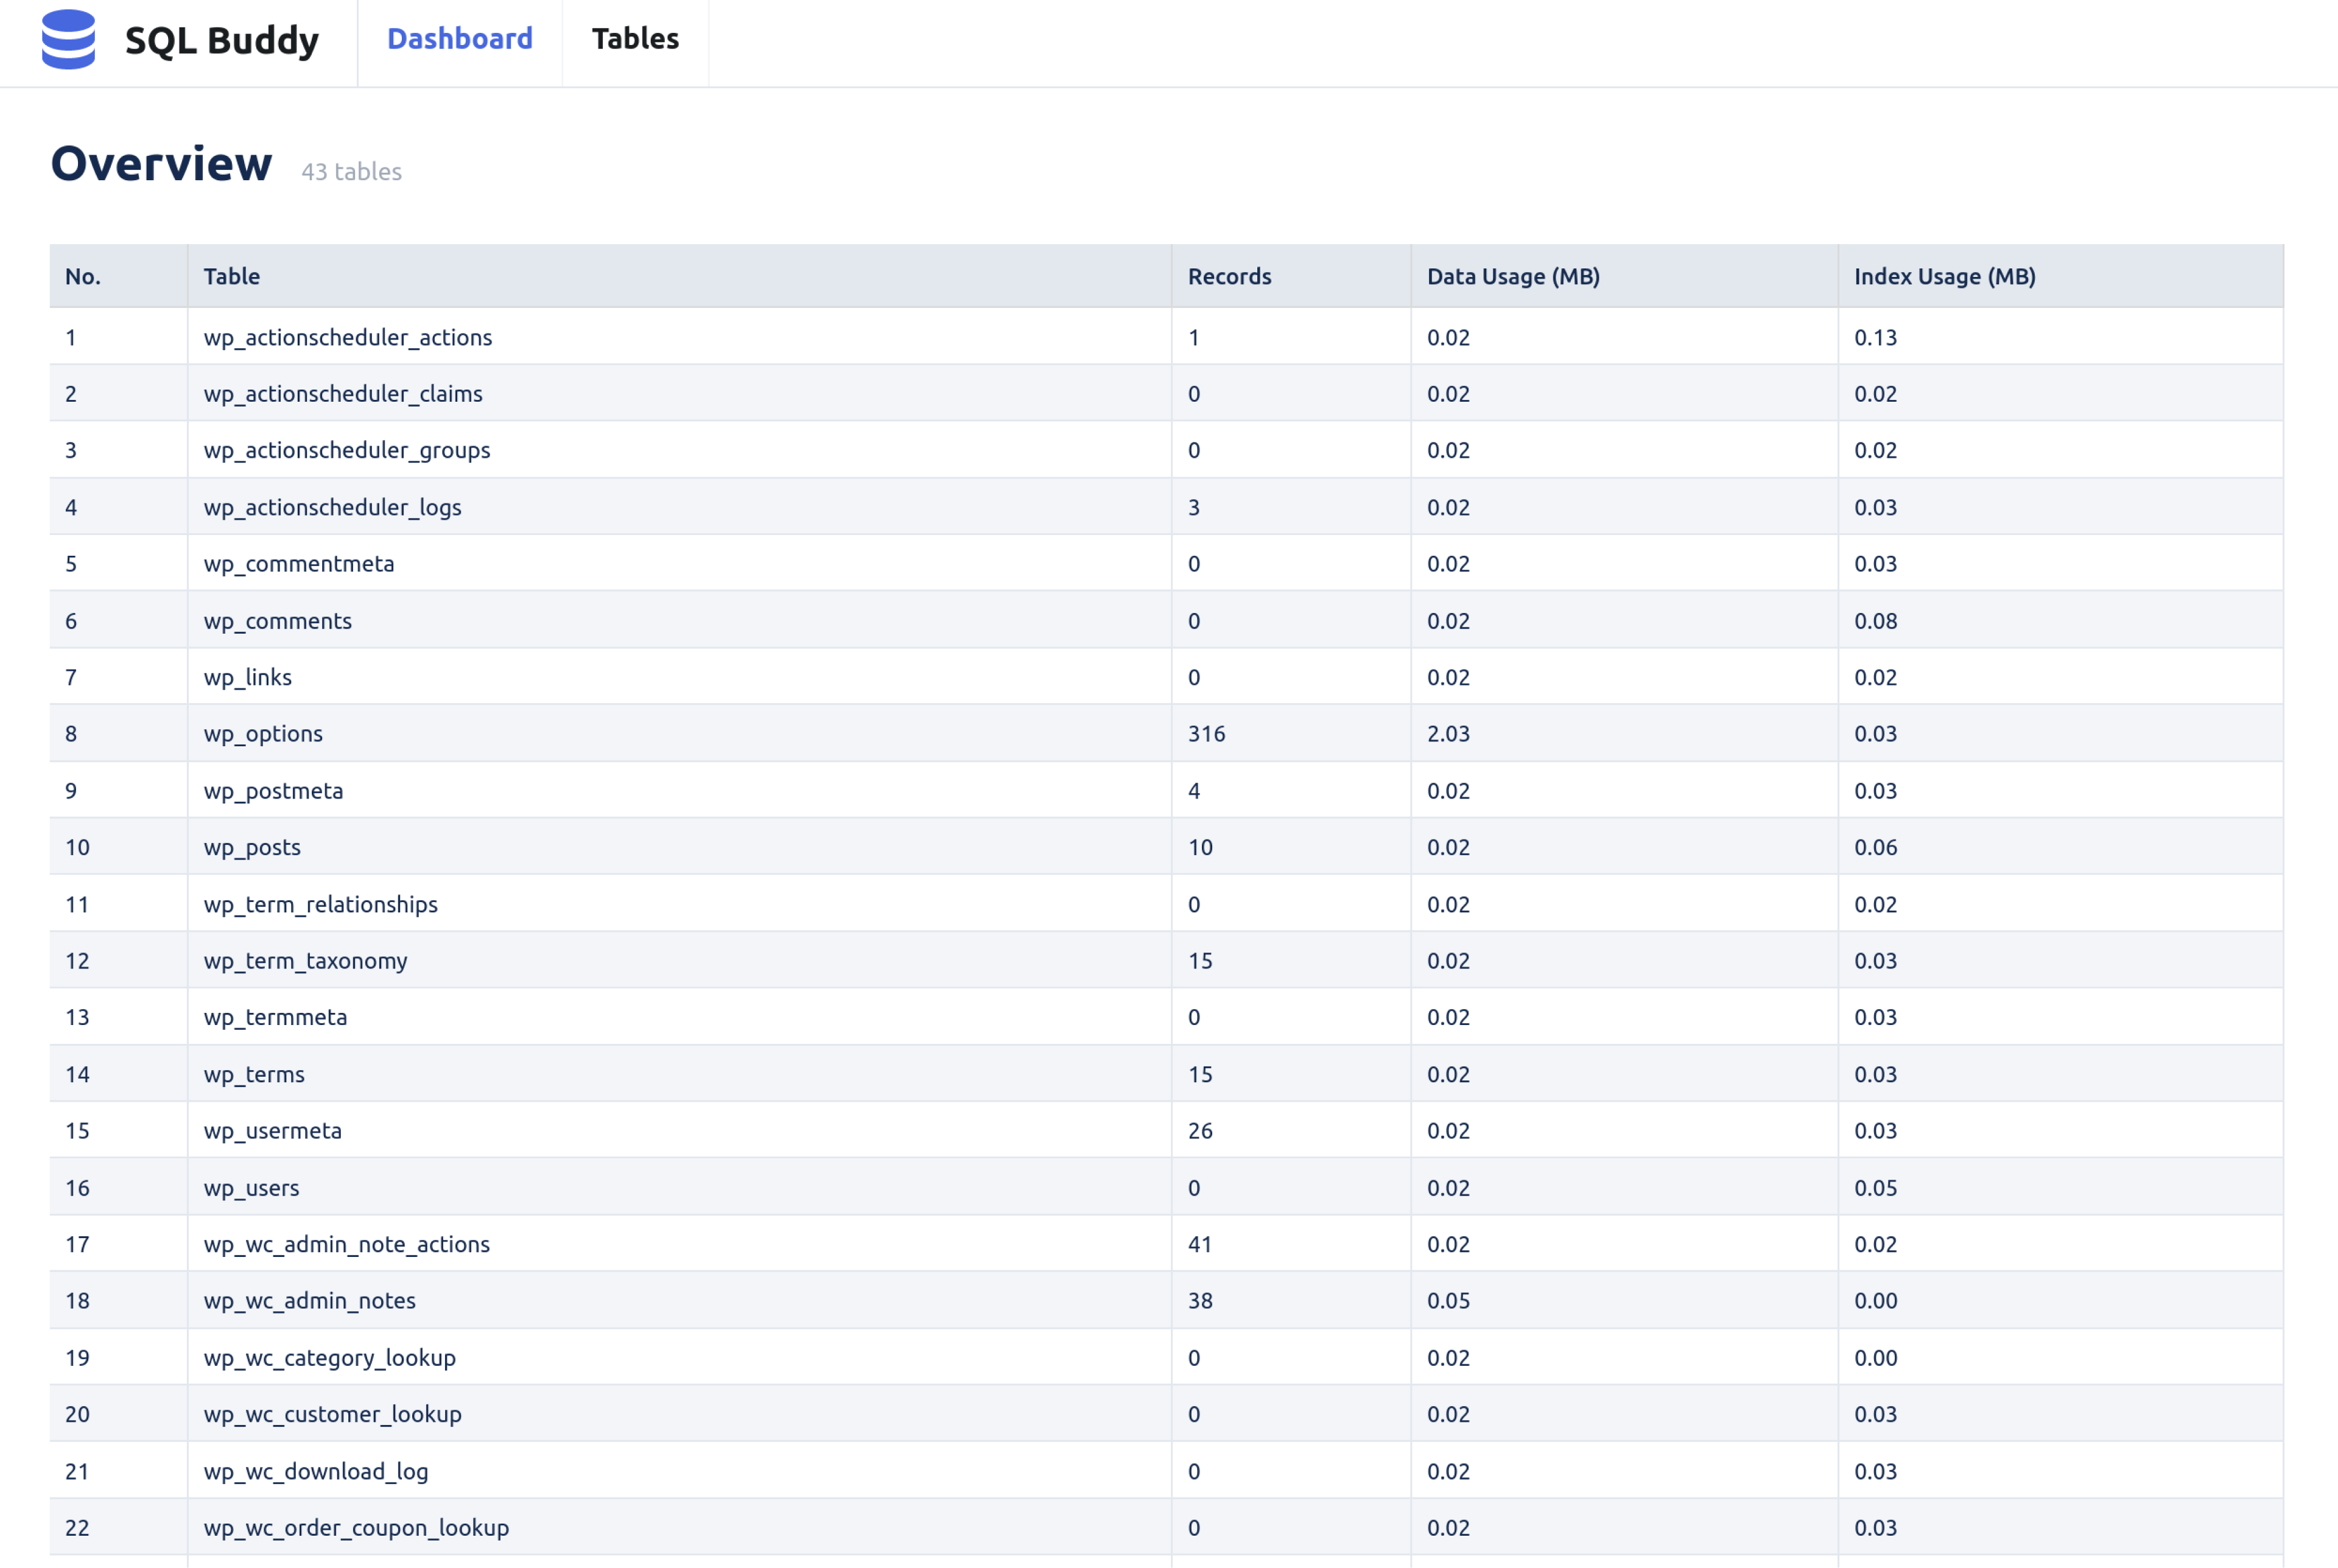 SQL Buddy Dashboard Tables
Overview 43 tables
No. Table Records Data Usage (MB) Index Usage (MB)
1 wp_actionscheduler_actions 1 0.02 0.13
2 wp_actionscheduler_claims 0 0.02 0.02
3 wp_actionscheduler_groups 0 0.02 0.02
4 wp_actionscheduler_logs 3 0.02 0.03
5 wp_commentmeta 0 0.02 0.03
6 wp_comments 0 0.02 0.08
7 wp_links 0 0.02 0.02
8 wp_options 316 2.03 0.03
9 wp_postmeta 4 0.02 0.03
10 wp_posts 10 0.02 0.06
11 wp_term_relationships 0 0.02 0.02
12 wp_term_taxonomy 15 0.02 0.03
13 wp_termmeta 0 0.02 0.03
14 wp_terms 15 0.02 0.03
15 wp_usermeta 26 0.02 0.03
16 wp_users 0 0.02 0.05
17 wp_wc_admin_note_actions 41 0.02 0.02
18 wp_wc_admin_notes 38 0.05 0.00
19 wp_wc_category_lookup 0 0.02 0.00
20 wp_wc_customer_lookup 0 0.02 0.03
21 wp_wc_download_log 0 0.02 0.03
22 wp_wc_order_coupon_lookup 0 0.02 0.03